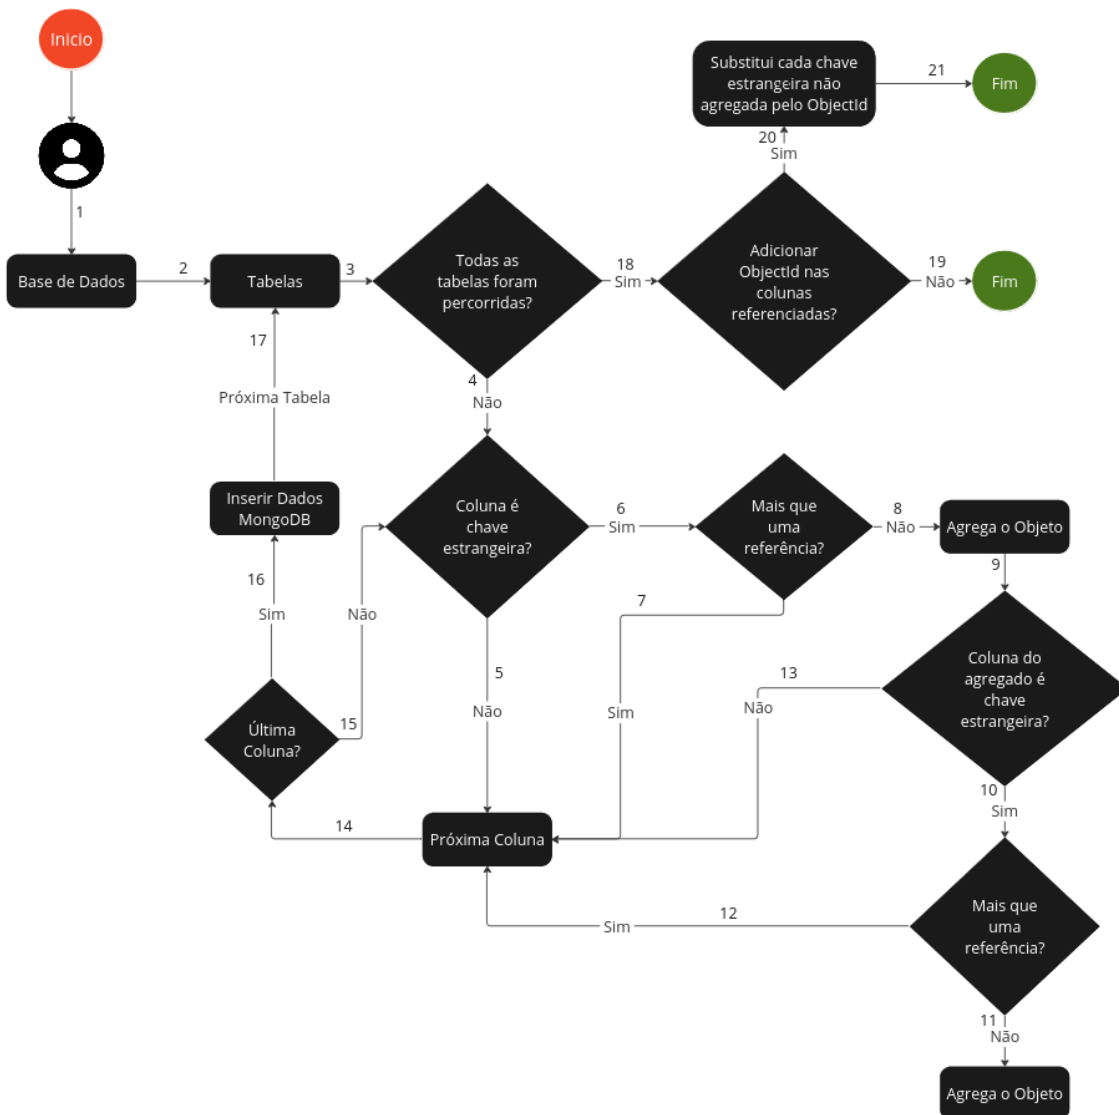 Inicio
1
Base de Dados
2
Tabelas
3
Todas as
tabelas foram
percorridas?
18
Sim
Adicionar
ObjectId nas
colunas
referenciadas?
19
Não
Fim
20
Sim
Substitui cada chave
estrangeira não
agregada pelo ObjectId
21
Fim
4
Não
Coluna é
chave
estrangeira?
6
Sim
Mais que
uma
referência?
8
Não
Agrega o Objeto
9
Coluna do
agregado é
chave
estrangeira?
10
Sim
Mais que
uma
referência?
11
Não
Agrega o Objeto
12
Sim
13
Não
7
Sim
5
Não
Próxima Coluna
14
Última
Coluna?
15
Não
16
Sim
Inserir Dados
MongoDB
17
Próxima Tabela